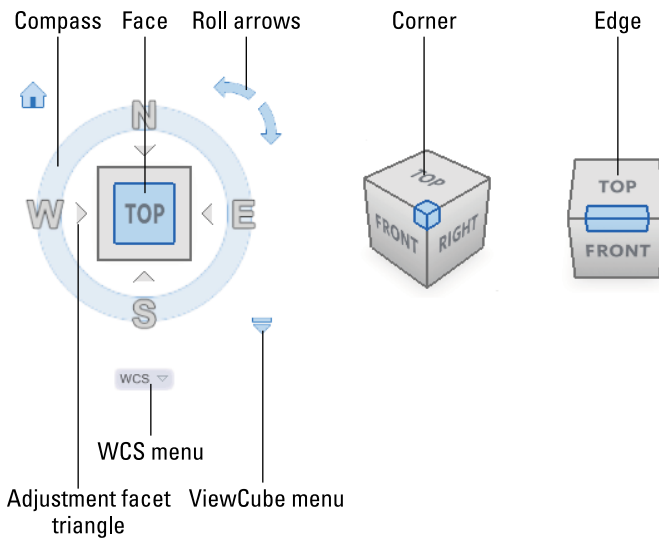 Compass Face Roll arrows Corner Edge
N
W TOP E
S
WCS
TOP
FRONT RIGHT
TOP
FRONT
WCS menu
Adjustment facet
triangle
ViewCube menu